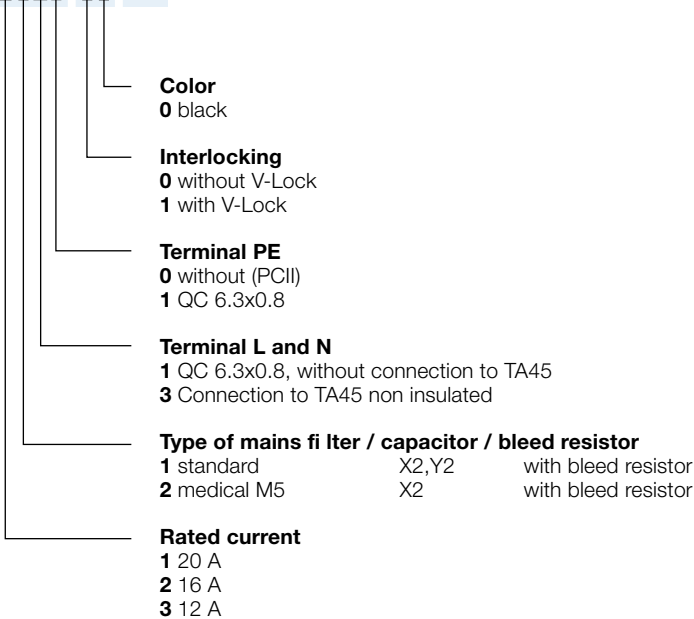 Color
0 black
Interlocking
0 without V-Lock
1 with V-Lock
Terminal PE
0 without (PCII)
1 QC 6.3x0.8
Terminal L and N
1 QC 6.3x0.8, without connection to TA45
3 Connection to TA45 non insulated
Type of mains fi lter / capacitor / bleed resistor
1 standard X2,Y2 with bleed resistor
2 medical M5 X2 with bleed resistor
Rated current
1 20 A
2 16 A
3 12 A